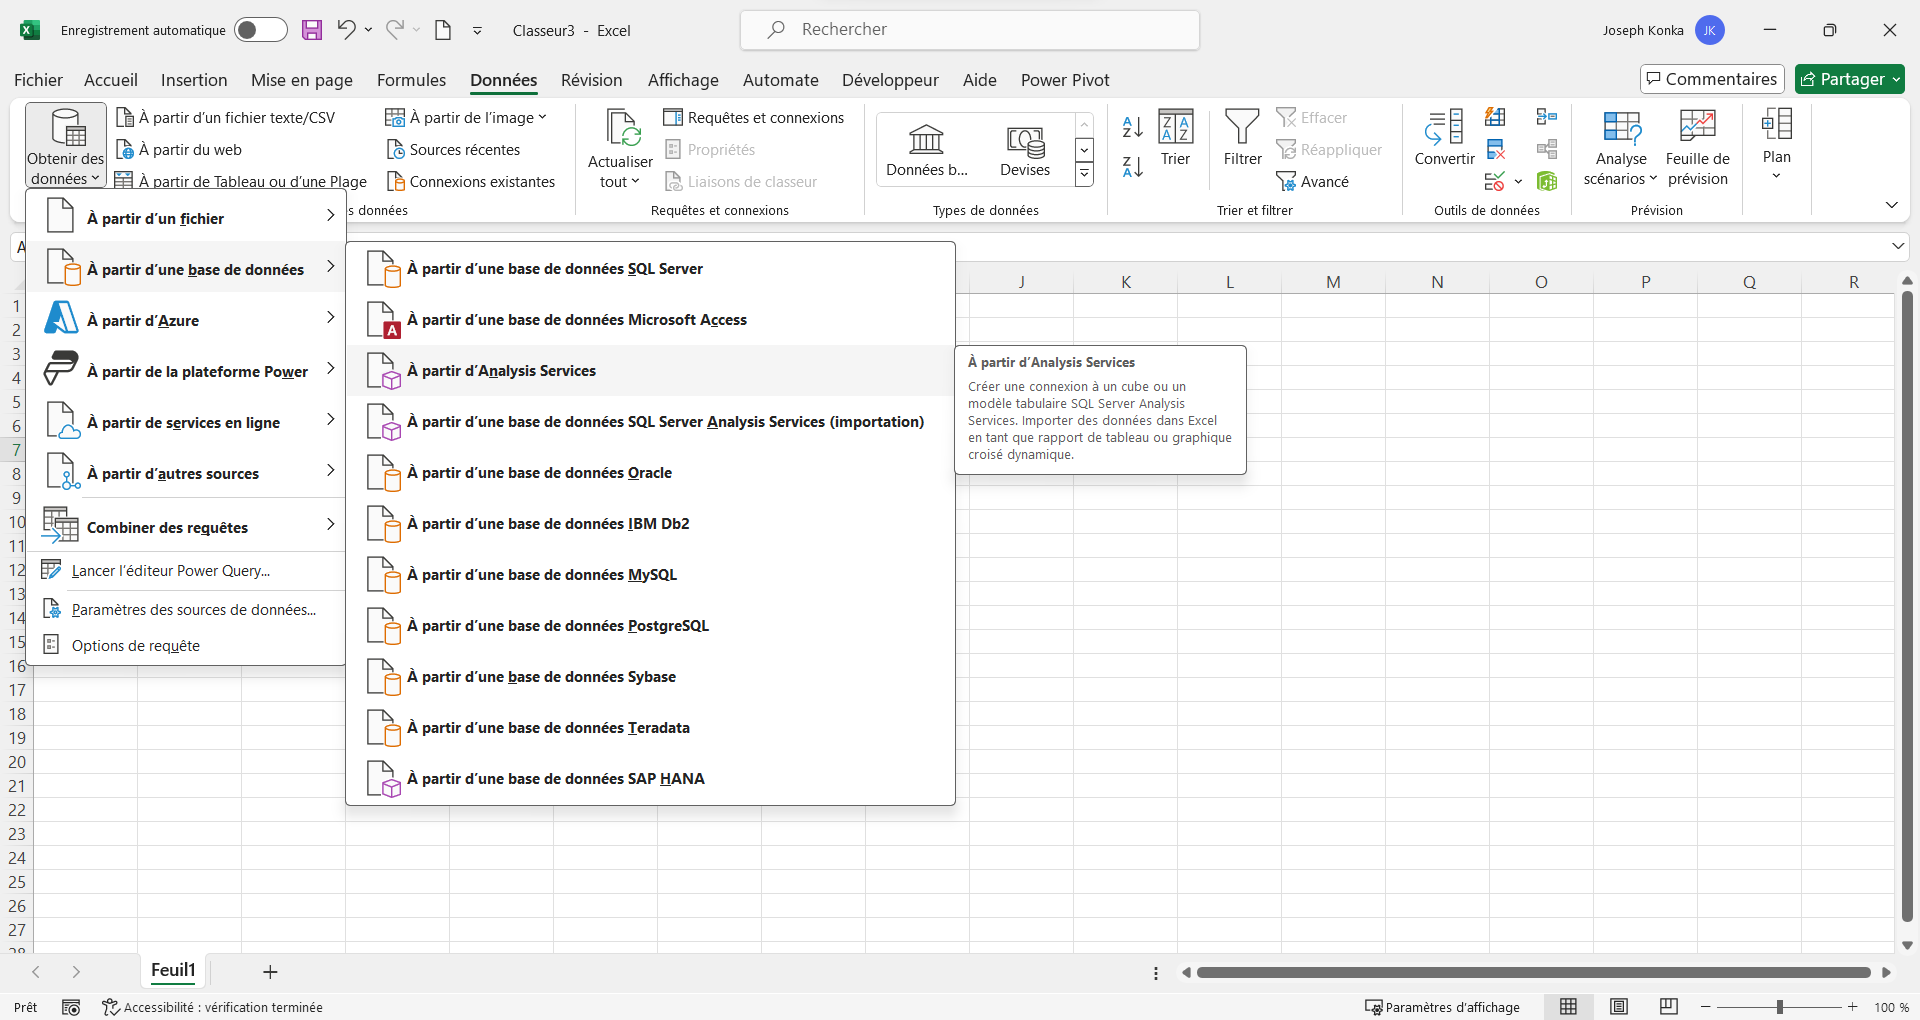 Enregistrement automatique
Classeur3 - Excel
Rechercher
Joseph Konka
JK
Fichier
Accueil
Insertion
Mise en page
Formules
Données
Révision
Affichage
Automate
Développeur
Aide
Power Pivot
Commentaires
Partager
Obtenir des
données
À partir d'un fichier texte/CSV
À partir du web
À partir de Tableau ou d'une Plage
À partir de l'image
Sources récentes
Connexions existantes
s données
Actualiser
tout
Requêtes et connexions
Propriétés
Liaisons de classeur
Requêtes et connexions
Données b...
Devises
Types de données
Trier
Filtrer
Effacer
Réappliquer
Avancé
Trier et filtrer
Convertir
Outils de données
Analyse
scénarios
Feuille de
prévision
Prévision
Plan
À partir d'un fichier
À partir d'une base de données
À partir d'Azure
À partir de la plateforme Power
À partir de services en ligne
À partir d'autres sources
Combiner des requêtes
Lancer l'éditeur Power Query...
Paramètres des sources de données...
Options de requête
À partir d'une base de données SQL Server
À partir d'une base de données Microsoft Access
À partir d'Analysis Services
À partir d'une base de données SQL Server Analysis Services (importation)
À partir d'une base de données Oracle
À partir d'une base de données IBM Db2
À partir d'une base de données MySQL
À partir d'une base de données PostgreSQL
À partir d'une base de données Sybase
À partir d'une base de données Teradata
À partir d'une base de données SAP HANA
À partir d'Analysis Services
Créer une connexion à un cube ou un
modèle tabulaire SQL Server Analysis
Services. Importer des données dans Excel
en tant que rapport de tableau ou graphique
croisé dynamique.
A
J K L M N O P Q R
1
2
3
4
5
6
7
8
9
10
11
12
13
14
15
16
17
18
19
20
21
22
23
24
25
26
27
28
Feuil1
Prêt
Accessibilité : vérification terminée
Paramètres d'affichage
100 %